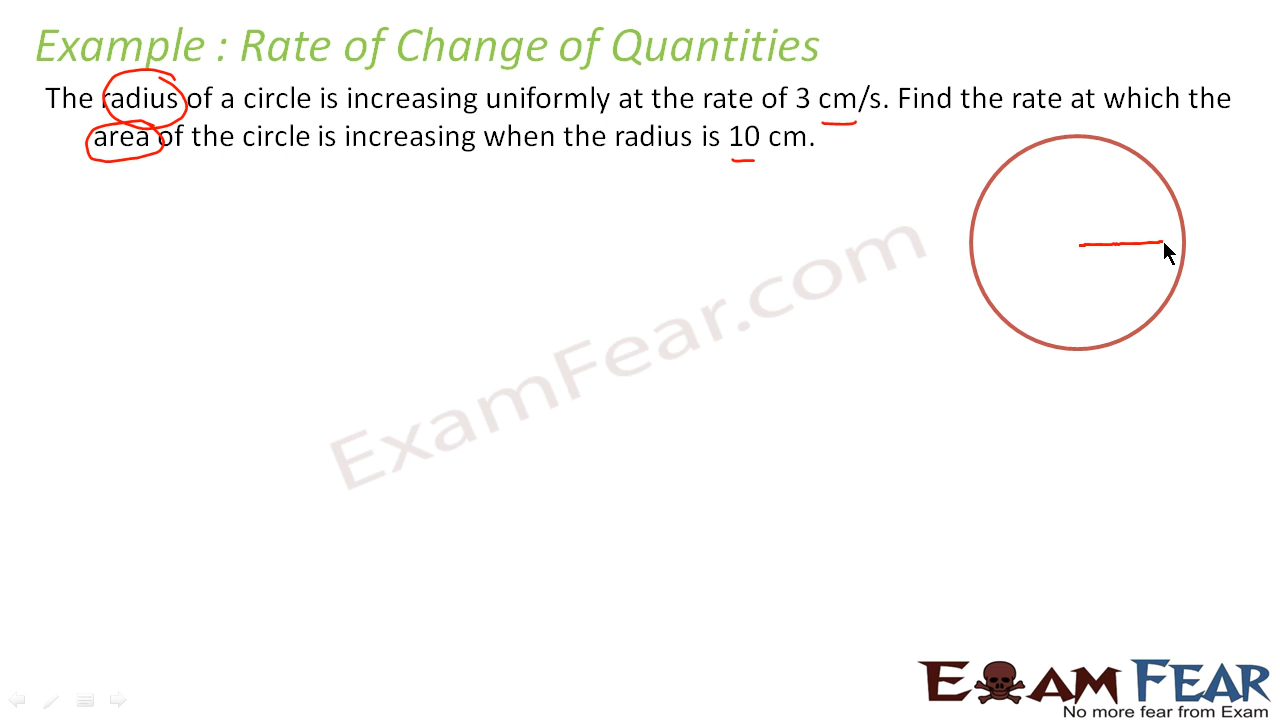 Example : Rate of Change of Quantities
The radius of a circle is increasing uniformly at the rate of 3 cm/s. Find the rate at which the
area of the circle is increasing when the radius is 10 cm.
ExamFear.com
EXAM FEAR
No more fear from Exam